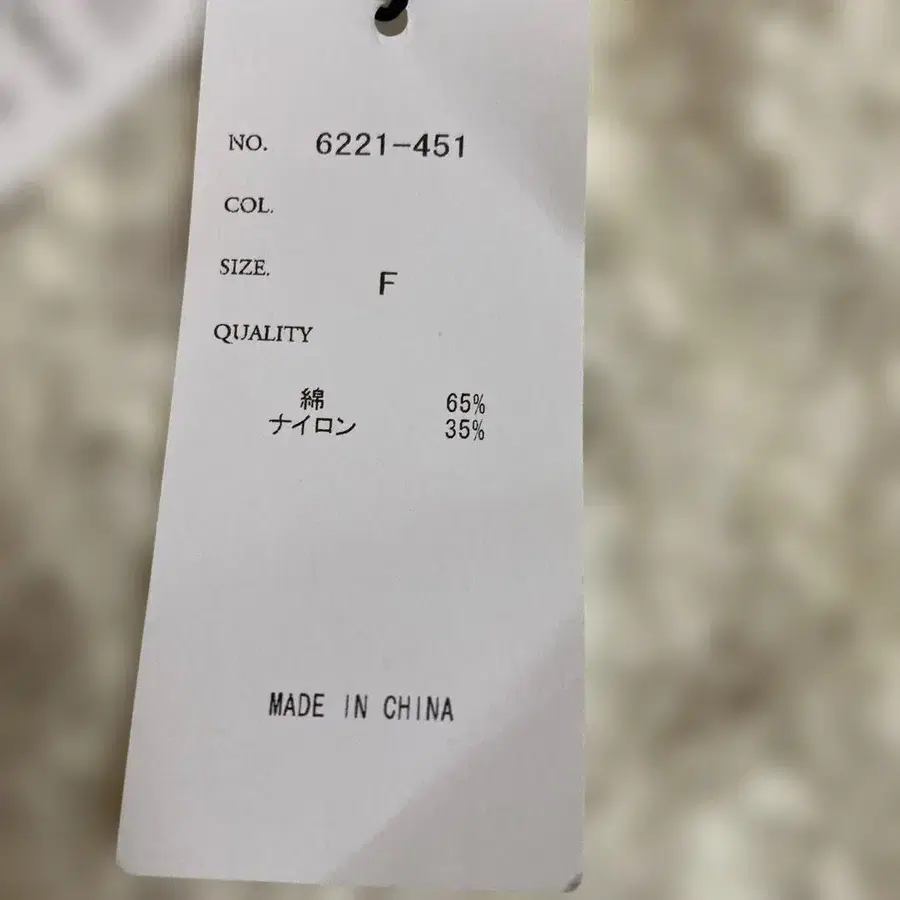 NO. 6221-451
COL.
SIZE. F
QUALITY
綿 65%
ナイロン 35%
MADE IN CHINA